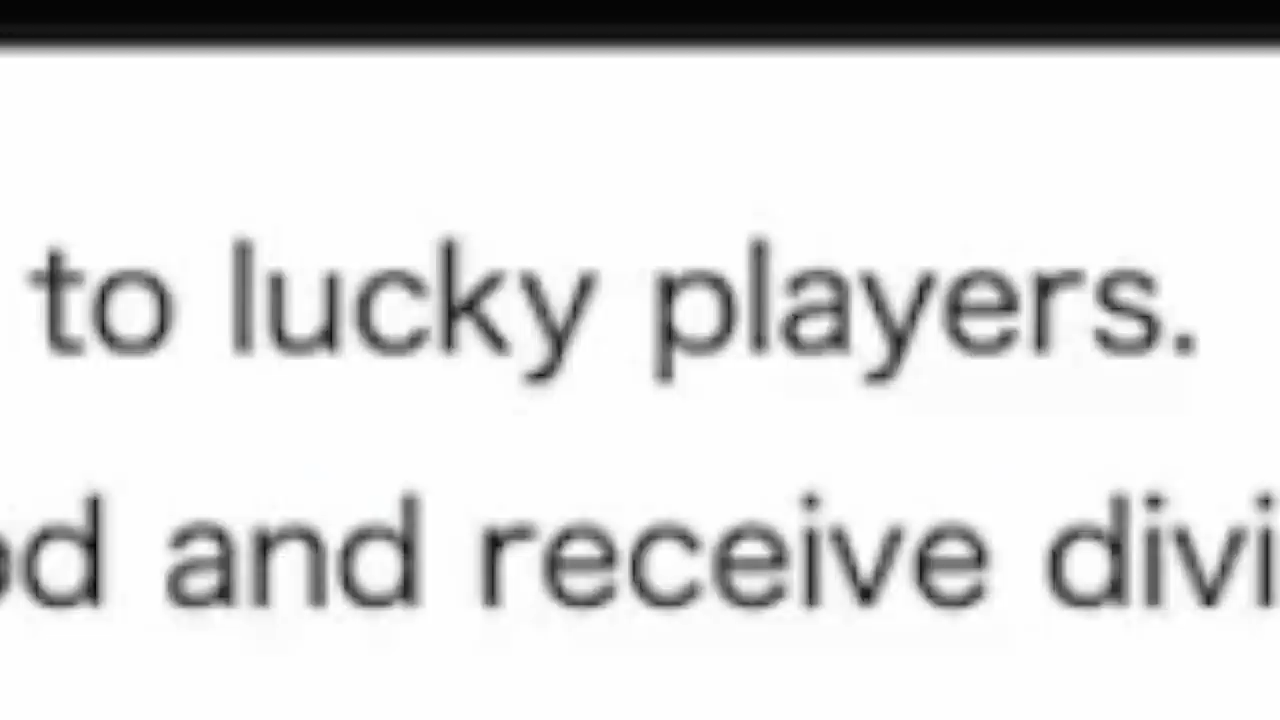 to lucky players.
and receive